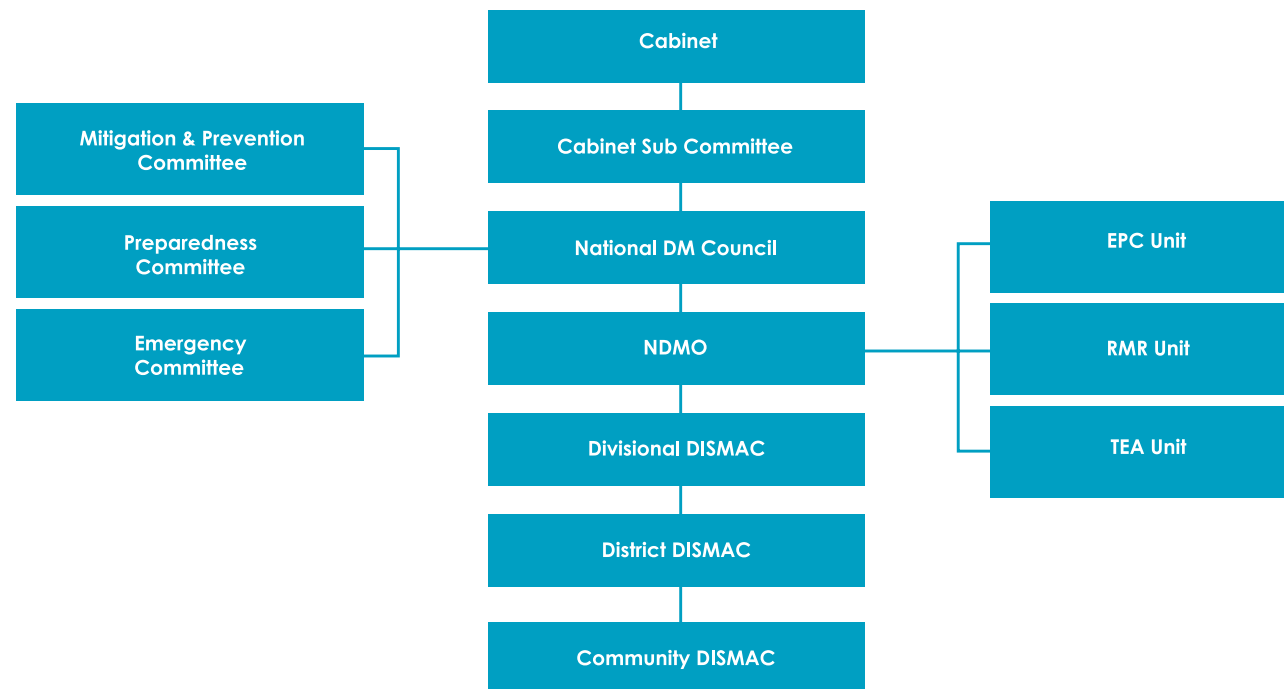 Cabinet
Cabinet Sub Committee
National DM Council
NDMO
Divisional DISMAC
District DISMAC
Community DISMAC
Mitigation & Prevention
Committee
Preparedness
Committee
Emergency
Committee
EPC Unit
RMR Unit
TEA Unit